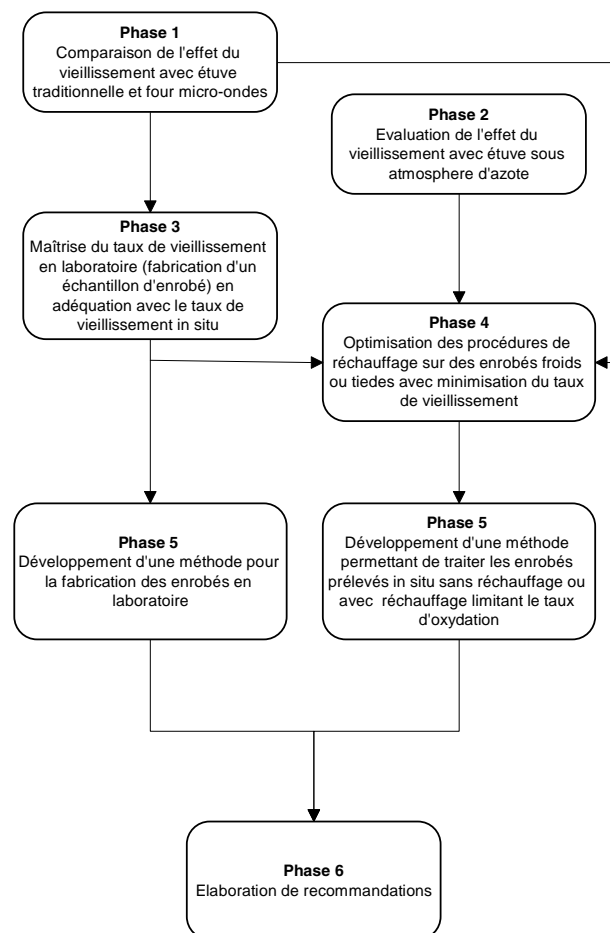 Phase 1
Comparaison de l'effet du
vieillissement avec étuve
traditionnelle et four micro-ondes
Phase 2
Evaluation de l'effet du
vieillissement avec étuve sous
atmosphere d'azote
Phase 3
Maîtrise du taux de vieillissement
en laboratoire (fabrication d'un
échantillon d'enrobé) en
adéquation avec le taux de
vieillissement in situ
Phase 4
Optimisation des procédures de
réchauffage sur des enrobés froids
ou tiedes avec minimisation du taux
de vieillissement
Phase 5
Développement d'une méthode pour
la fabrication des enrobés en
laboratoire
Phase 5
Développement d'une méthode
permettant de traiter les enrobés
prélevés in situ sans réchauffage ou
avec réchauffage limitant le taux
d'oxydation
Phase 6
Elaboration de recommandations